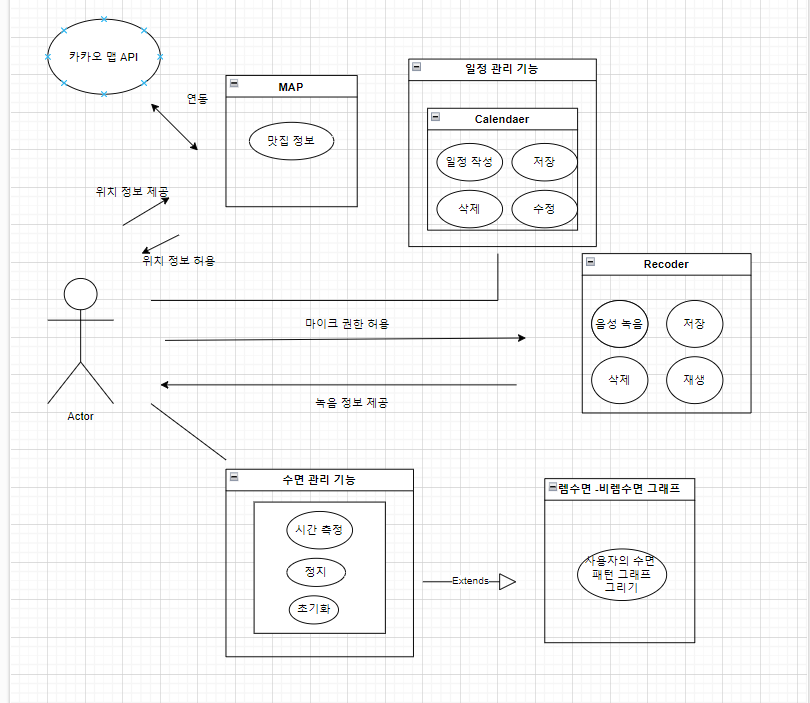 카카오 맵 API
연동
MAP
맛집 정보
위치 정보 제공
위치 정보 허용
일정 관리 기능
Calendaer
일정 작성
저장
삭제
수정
Recoder
음성 녹음
저장
삭제
재생
마이크 권한 허용
녹음 정보 제공
Actor
수면 관리 기능
시간 측정
정지
초기화
Extends
렘수면 -비렘수면 그래프
사용자의 수면
패턴 그래프
그리기